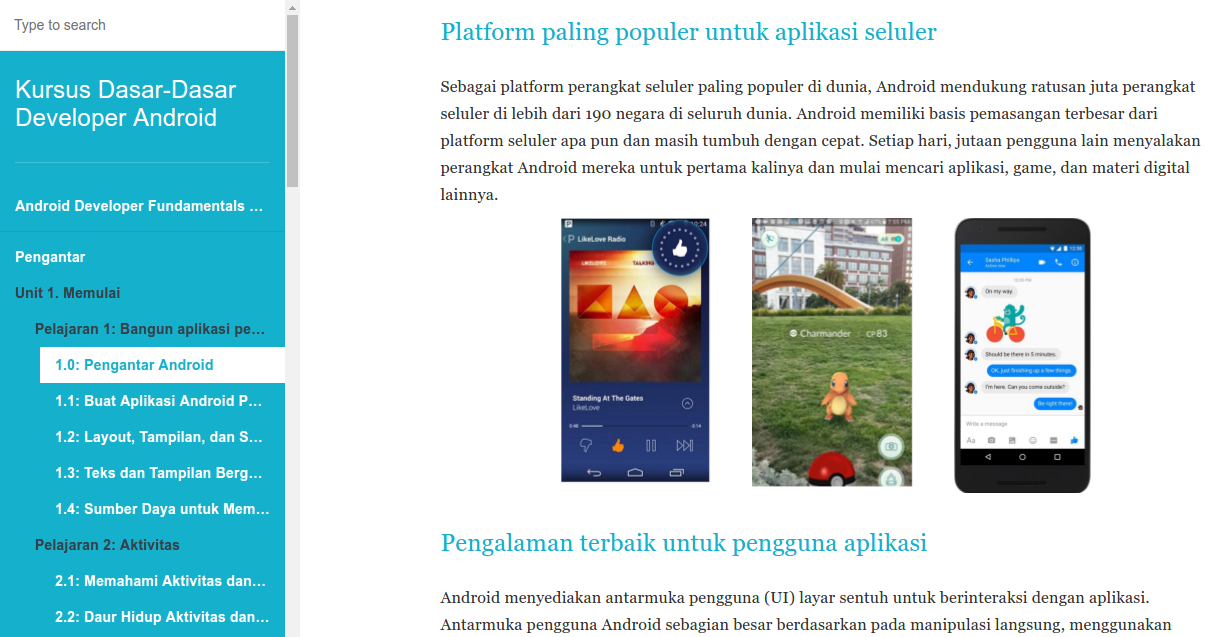 Type to search
Kursus Dasar-Dasar
Developer Android
Android Developer Fundamentals ...
Pengantar
Unit 1. Memulai
Pelajaran 1: Bangun aplikasi pe...
1.0: Pengantar Android
1.1: Buat Aplikasi Android P...
1.2: Layout, Tampilan, dan S...
1.3: Teks dan Tampilan Berg...
1.4: Sumber Daya untuk Mem...
Pelajaran 2: Aktivitas
2.1: Memahami Aktivitas dan...
2.2: Daur Hidup Aktivitas dan...
Platform paling populer untuk aplikasi seluler
Sebagai platform perangkat seluler paling populer di dunia, Android mendukung ratusan juta perangkat
seluler di lebih dari 190 negara di seluruh dunia. Android memiliki basis pemasangan terbesar dari
platform seluler apa pun dan masih tumbuh dengan cepat. Setiap hari, jutaan pengguna lain menyalakan
perangkat Android mereka untuk pertama kalinya dan mulai mencari aplikasi, game, dan materi digital
lainnya.
LikeLove Radio
Standing At The Gates
LikeLove
Charmander CP83
Sasha Phillips
On my way.
Should be there in 5 minutes.
OK, just finishing up a few things.
I'm here. Can you come outside?
Be right there!
Write a message
Aa
Pengalaman terbaik untuk pengguna aplikasi
Android menyediakan antarmuka pengguna (UI) layar sentuh untuk berinteraksi dengan aplikasi.
Antarmuka pengguna Android sebagian besar berdasarkan pada manipulasi langsung, menggunakan